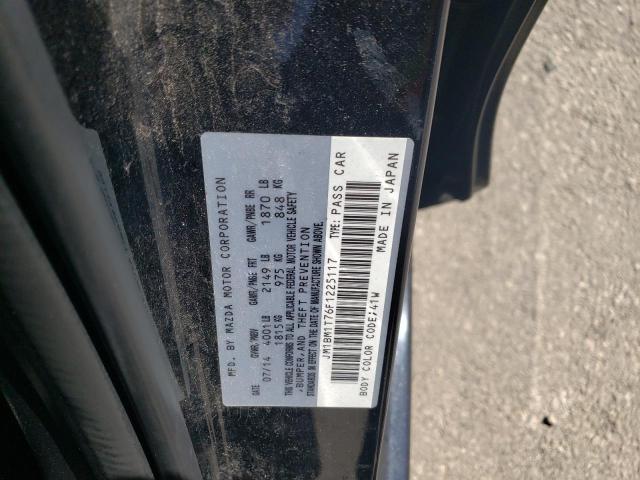 MFD. BY MAZDA MOTOR CORPORATION
DATE GVWR/PNBV GAWR/PNBE FRT GAWR/PNBE RR
07/14 4001 LB 2149 LB 1870 LB
1815 KG 975 KG 848 KG
THIS VEHICLE CONFORMS TO ALL APPLICABLE FEDERAL MOTOR VEHICLE SAFETY
, BUMPER, AND THEFT PREVENTION
STANDARDS IN EFFECT ON THE DATE OF MANUFACTURE SHOWN ABOVE.
JM1BM1T76F1225117 TYPE: PASS CAR
BODY COLOR CODE; 41W MADE IN JAPAN